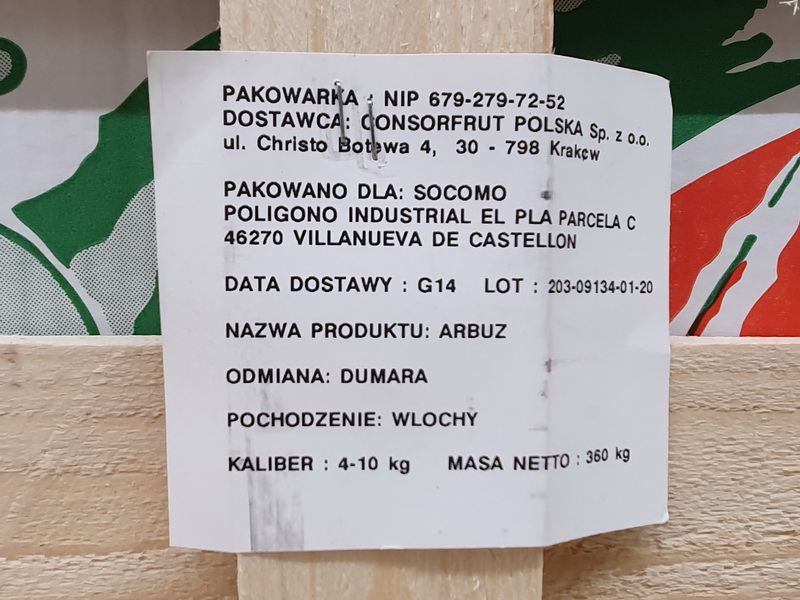 PAKOWARKA : NIP 679-279-72-52
DOSTAWCA: CONSORFRUT POLSKA Sp. z o.o.
ul. Christo Botewa 4, 30 - 798 Kraków
PAKOWANO DLA: SOCOMO
POLIGONO INDUSTRIAL EL PLA PARCELA C
46270 VILLANUEVA DE CASTELLON
DATA DOSTAWY : G14 LOT : 203-09134-01-20
NAZWA PRODUKTU: ARBUZ
ODMIANA: DUMARA
POCHODZENIE: WLOCHY
KALIBER : 4-10 kg MASA NETTO : 360 kg